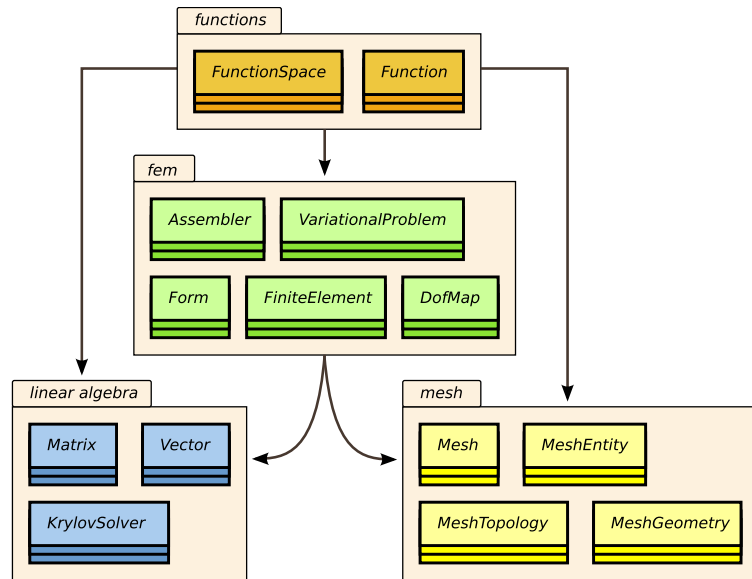 functions
FunctionSpace
Function
fem
Assembler
VariationalProblem
Form
FiniteElement
DofMap
linear algebra
Matrix
Vector
KrylovSolver
mesh
Mesh
MeshEntity
MeshTopology
MeshGeometry